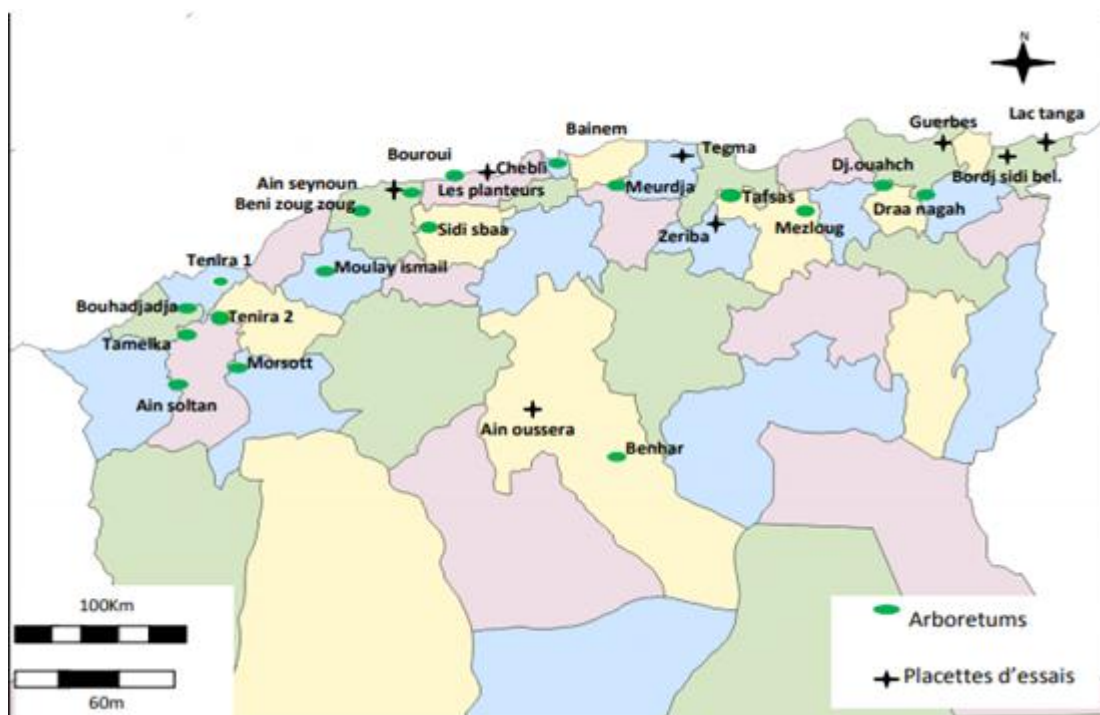 N
Lac tanga
Guerbes
Bainem
Tegma
Bouroui
Chebli
Dj.ouahch
Bordj sidi bel.
Ain seynoun
Les planteurs
Meurdja
Tafsas
Beni zoug zoug
Draa nagah
Sidi sbaa
Zeriba
Mezloug
Tenira 1
Moulay ismail
Bouhadjadja
Tenira 2
Tamelka
Morsott
Ain soltan
Ain oussera
Benhar
100Km
60m
Arboretums
Placettes d'essais